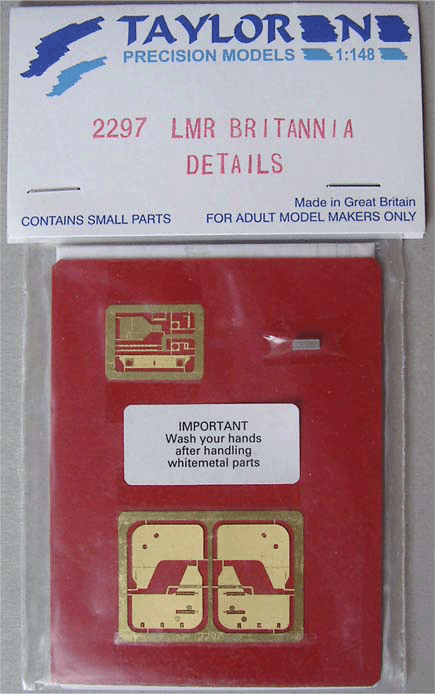 TAYLOR N
PRECISION MODELS 1:148
2297 LMR BRITANNIA
DETAILS
Made in Great Britain
CONTAINS SMALL PARTS FOR ADULT MODEL MAKERS ONLY
IMPORTANT
Wash your hands
after handling
whitemetal parts
2297